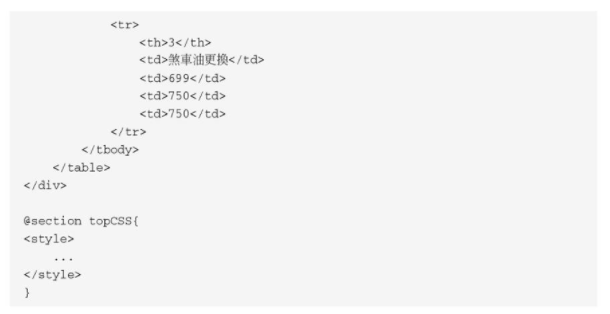 <tr>
<th>3</th>
<td>煞車油更換</td>
<td>699</td>
<td>750</td>
<td>750</td>
</tr>
</tbody>
</table>
</div>
@section topCSS{
<style>
...
</style>
}